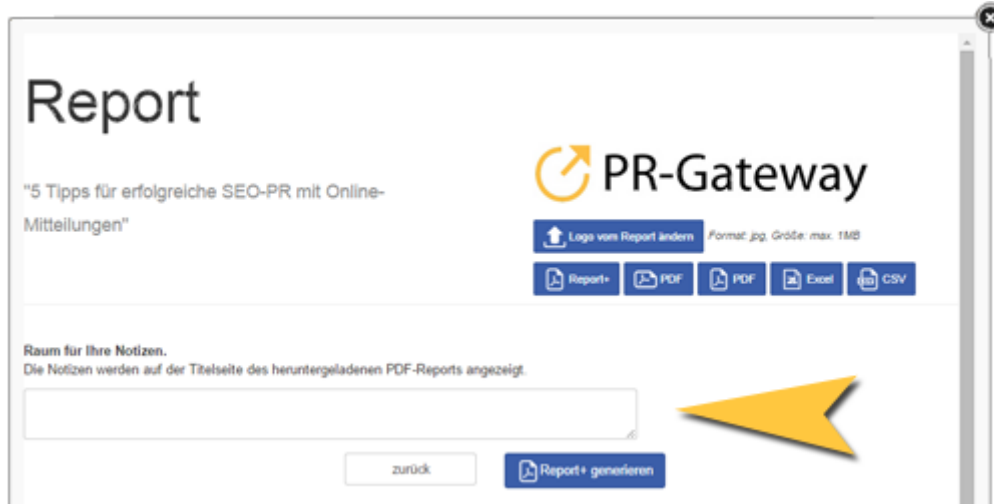 Report
"5 Tipps für erfolgreiche SEO-PR mit Online-
Mitteilungen"
PR-Gateway
Logo vom Report ändern Format: jpg, Größe: max. 1MB
Report+ PDF PDF Excel CSV
Raum für Ihre Notizen.
Die Notizen werden auf der Titelseite des heruntergeladenen PDF-Reports angezeigt.
zurück Report+ generieren